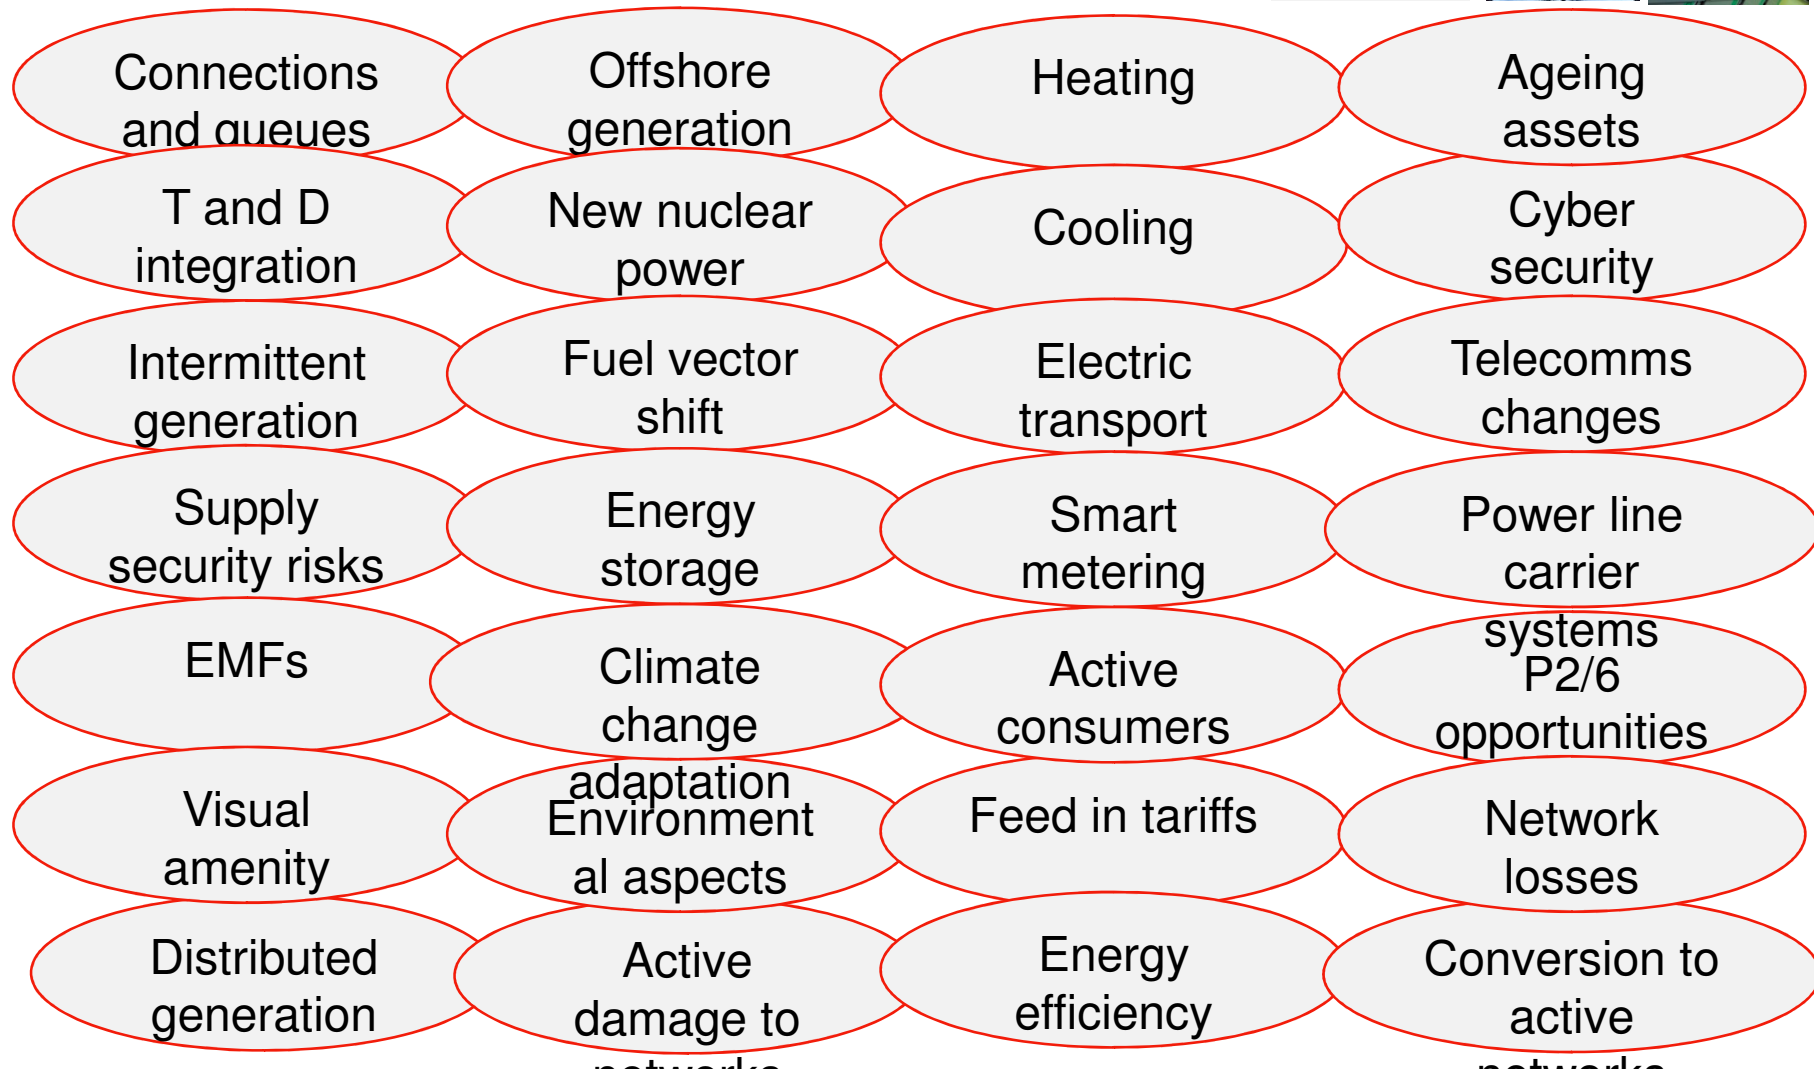 Connections
and queues
Offshore
generation
Heating
Ageing
assets
T and D
integration
New nuclear
power
Cooling
Cyber
security
Intermittent
generation
Fuel vector
shift
Electric
transport
Telecomms
changes
Supply
security risks
Energy
storage
Smart
metering
Power line
carrier
systems
EMFs
Climate
change
adaptation
Active
consumers
P2/6
opportunities
Visual
amenity
Environment
al aspects
Feed in tariffs
Network
losses
Distributed
generation
Active
damage to
networks
Energy
efficiency
Conversion to
active
networks